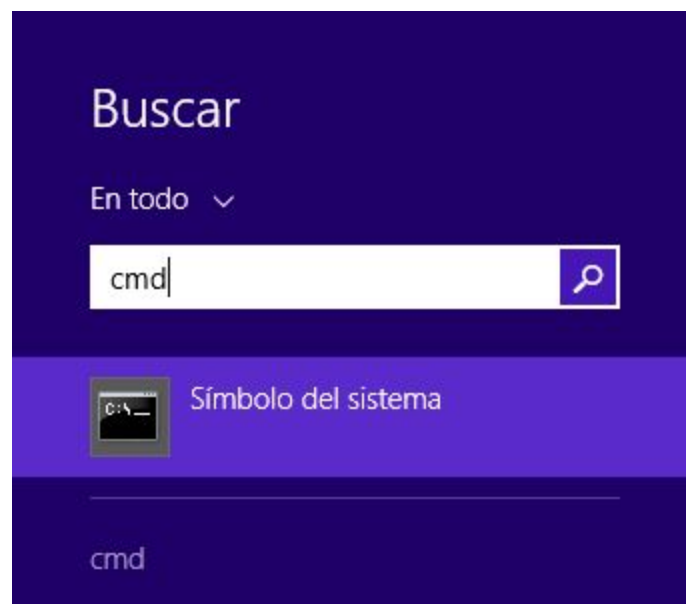 Buscar
En todo
cmd
C:\_
Símbolo del sistema
cmd